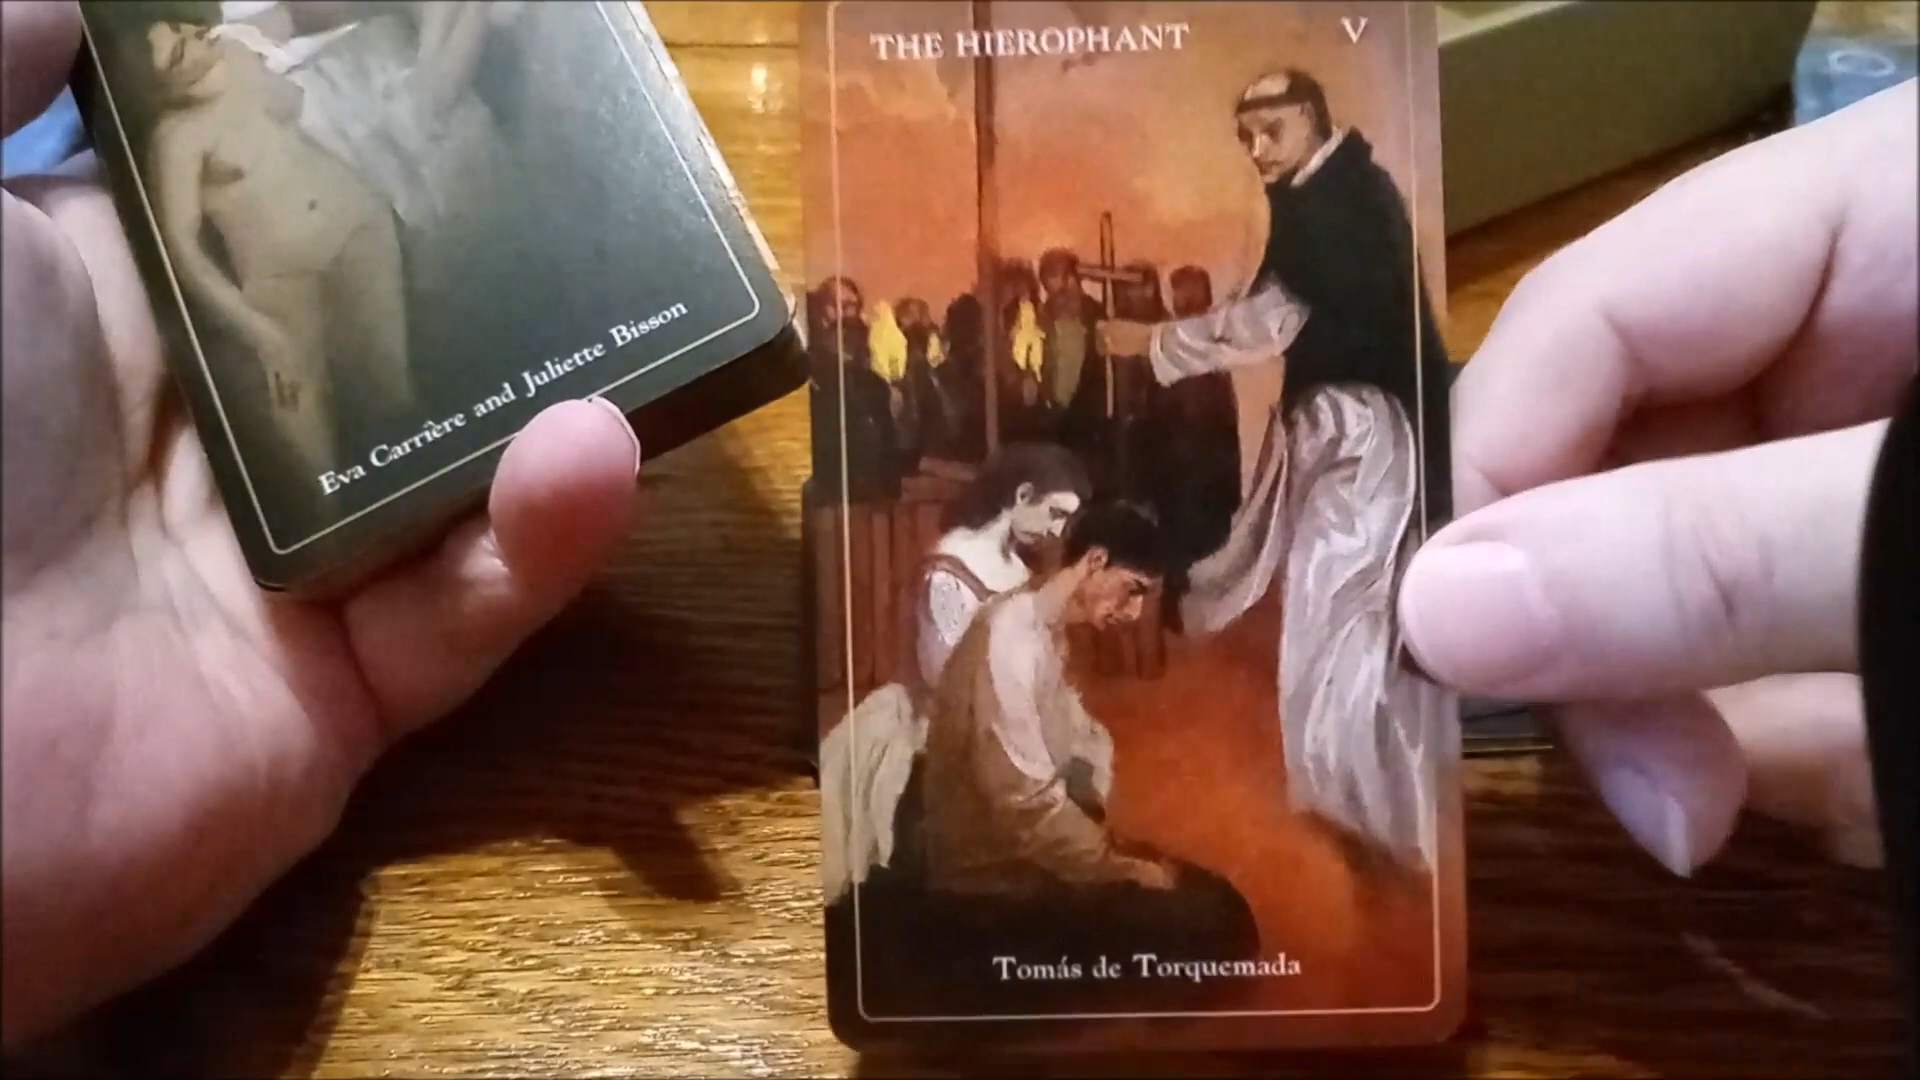 THE HIEROPHANT V
Eva Carrière and Juliette Bisson
Tomás de Torquemada